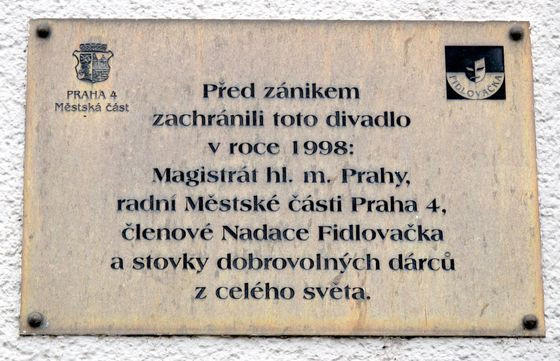 PRAHA 4
Městská část
FIDLOVAČKA
Před zánikem
zachránili toto divadlo
v roce 1998:
Magistrát hl. m. Prahy,
radní Městské části Praha 4,
členové Nadace Fidlovačka
a stovky dobrovolných dárců
z celého světa.